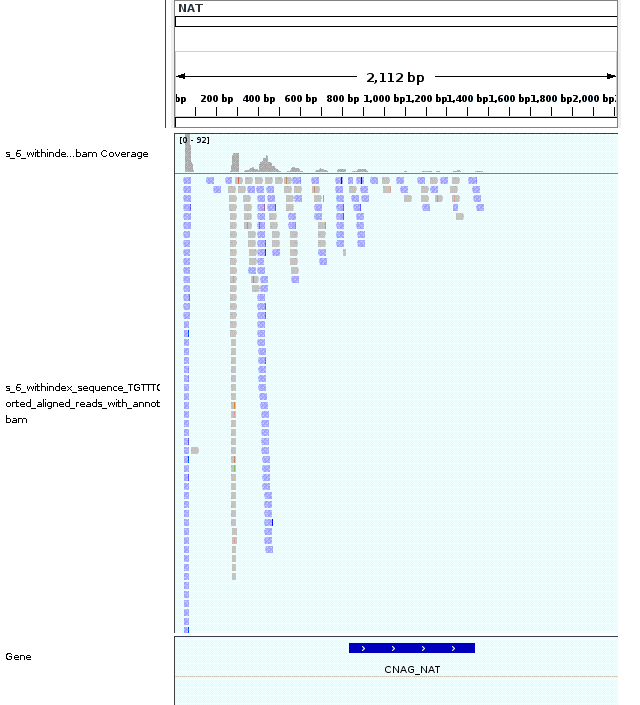 NAT
2,112 bp
bp 200 bp 400 bp 600 bp 800 bp 1,000 bp 1,200 bp 1,400 bp 1,600 bp 1,800 bp 2,000 bp
[0 - 92]
s_6_withinde...bam Coverage
s_6_withindex_sequence_TGTTT
orted_aligned_reads_with_annot
bam
Gene
CNAG_NAT